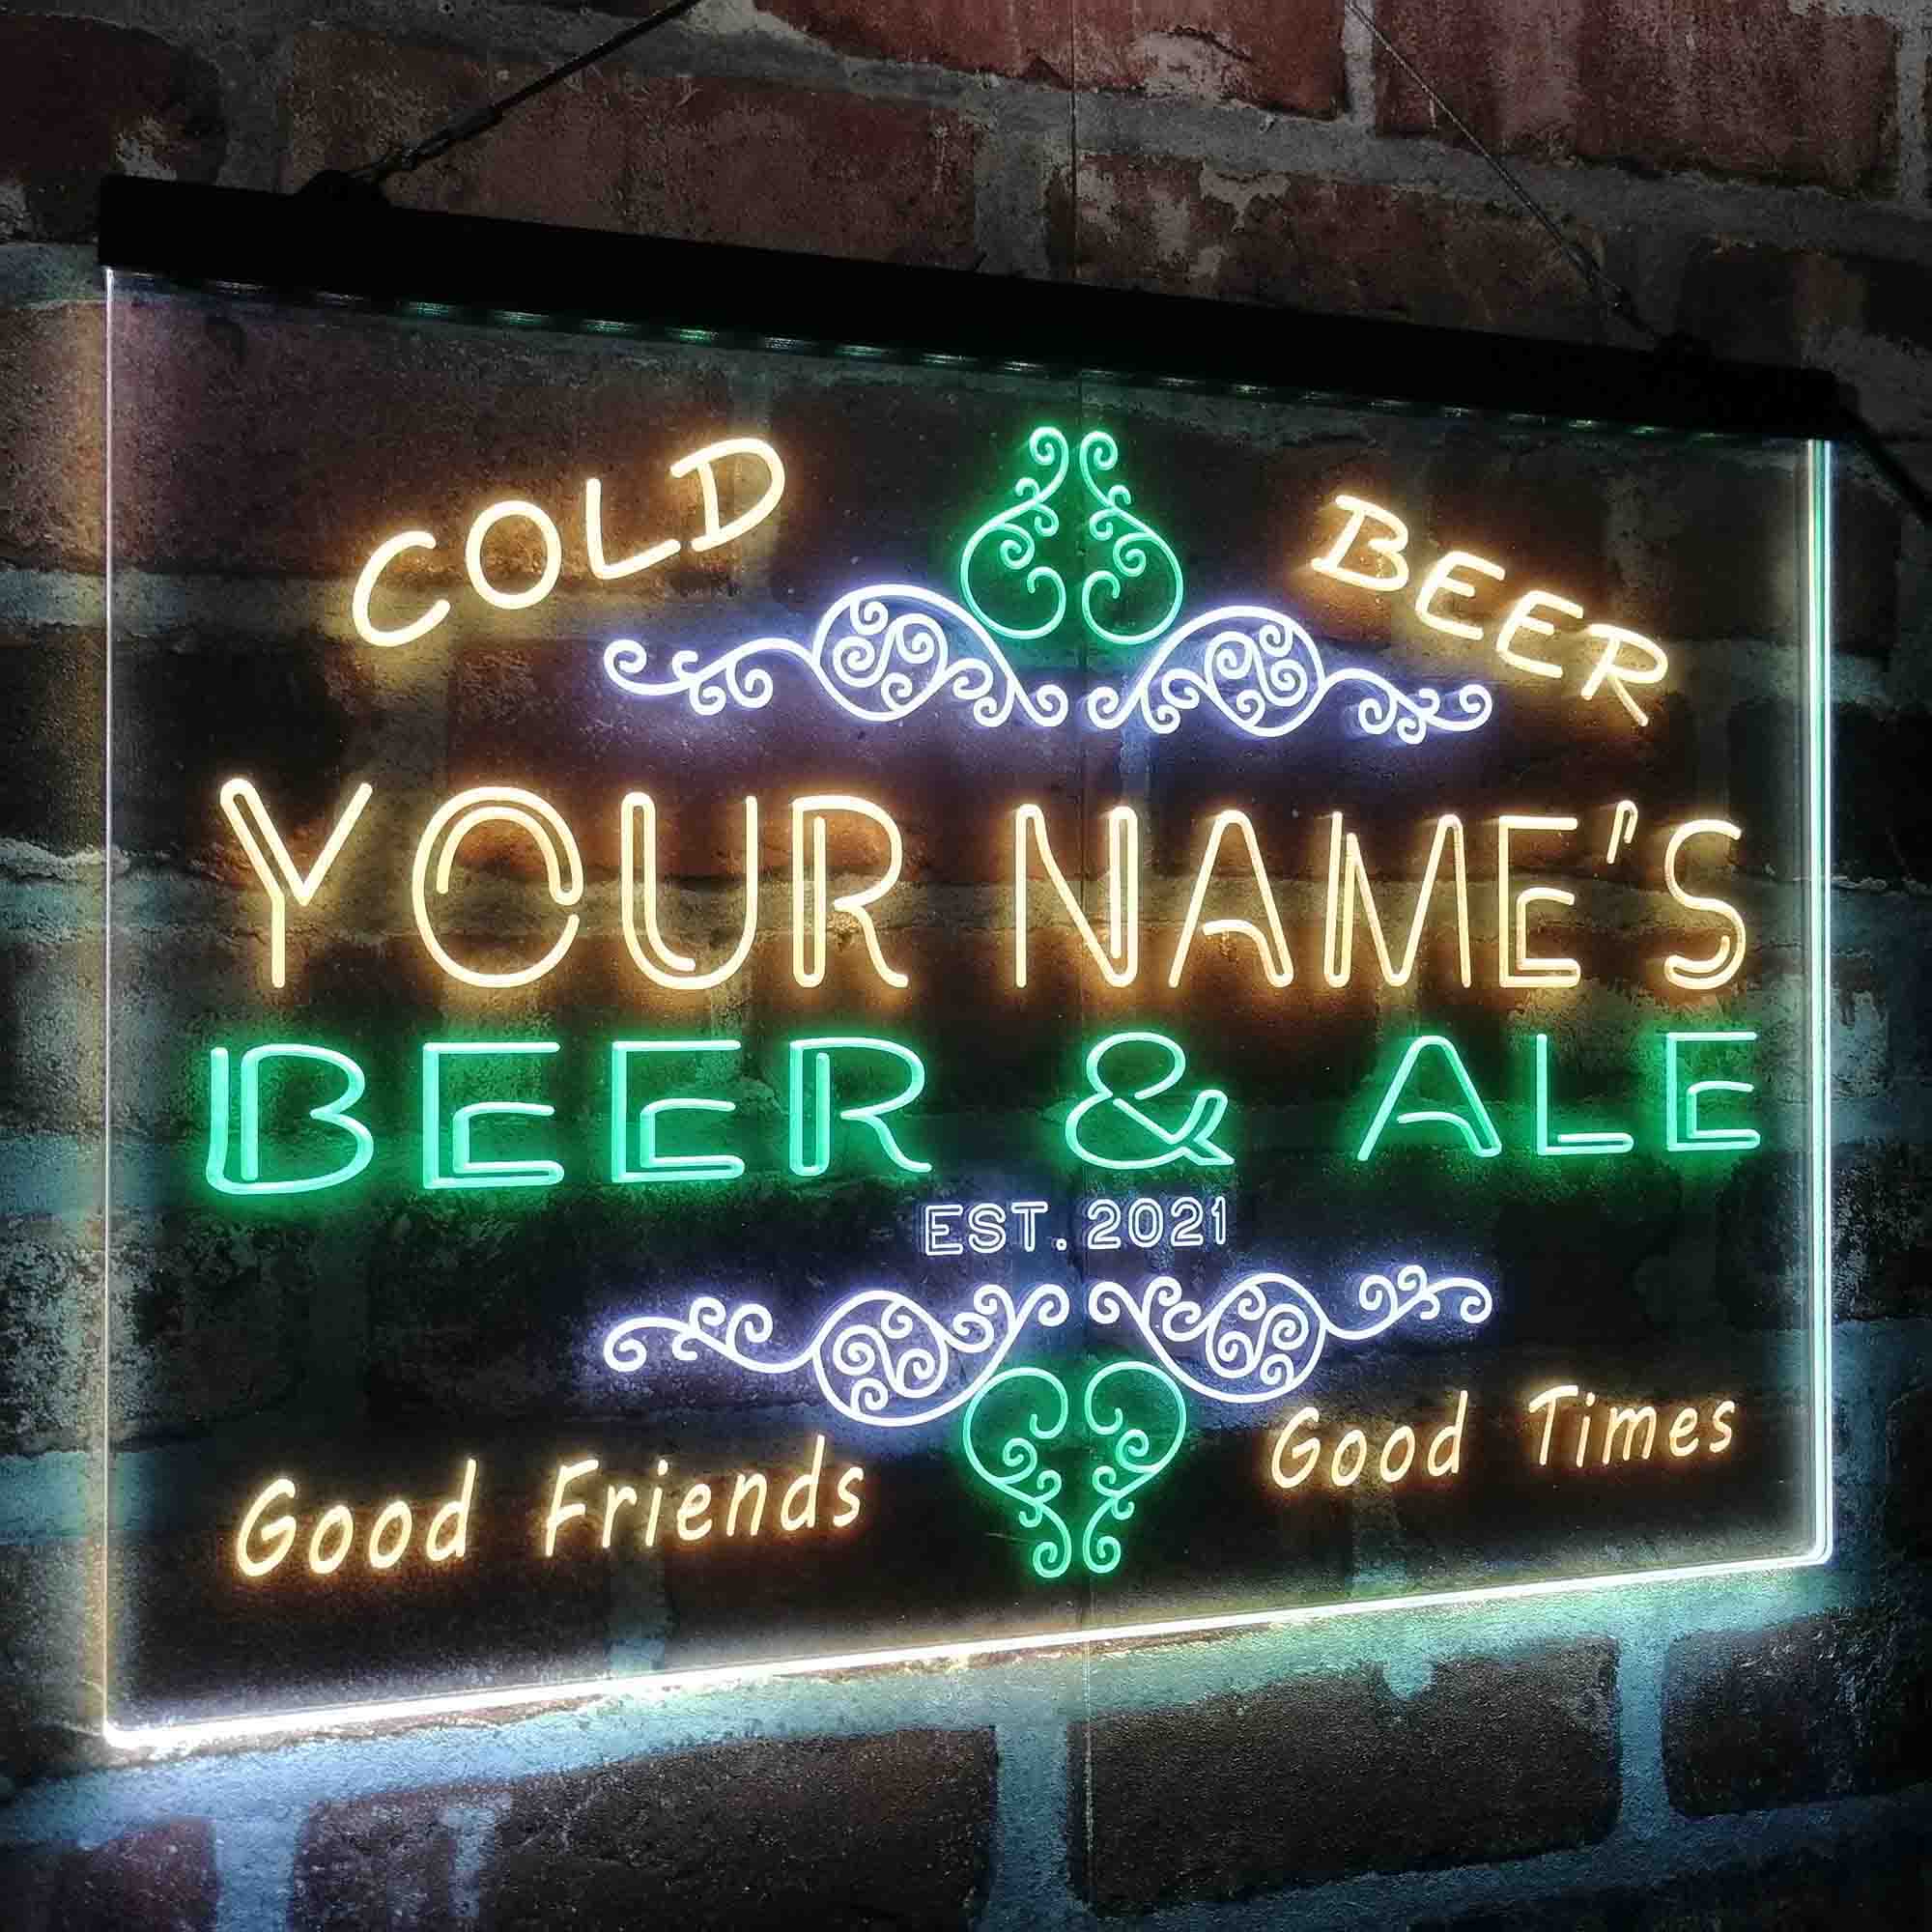 COLD BEER
YOUR NAME'S
BEER & ALE
EST. 2021
Good Friends Good Times